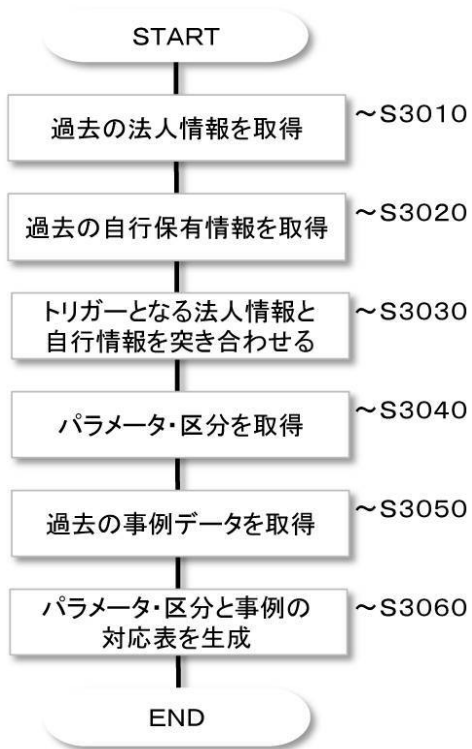 START
過去の法人情報を取得
~S3010
過去の自行保有情報を取得
~S3020
トリガーとなる法人情報と
自行情報を突き合わせる
~S3030
パラメータ・区分を取得
~S3040
過去の事例データを取得
~S3050
パラメータ・区分と事例の
対応表を生成
~S3060
END